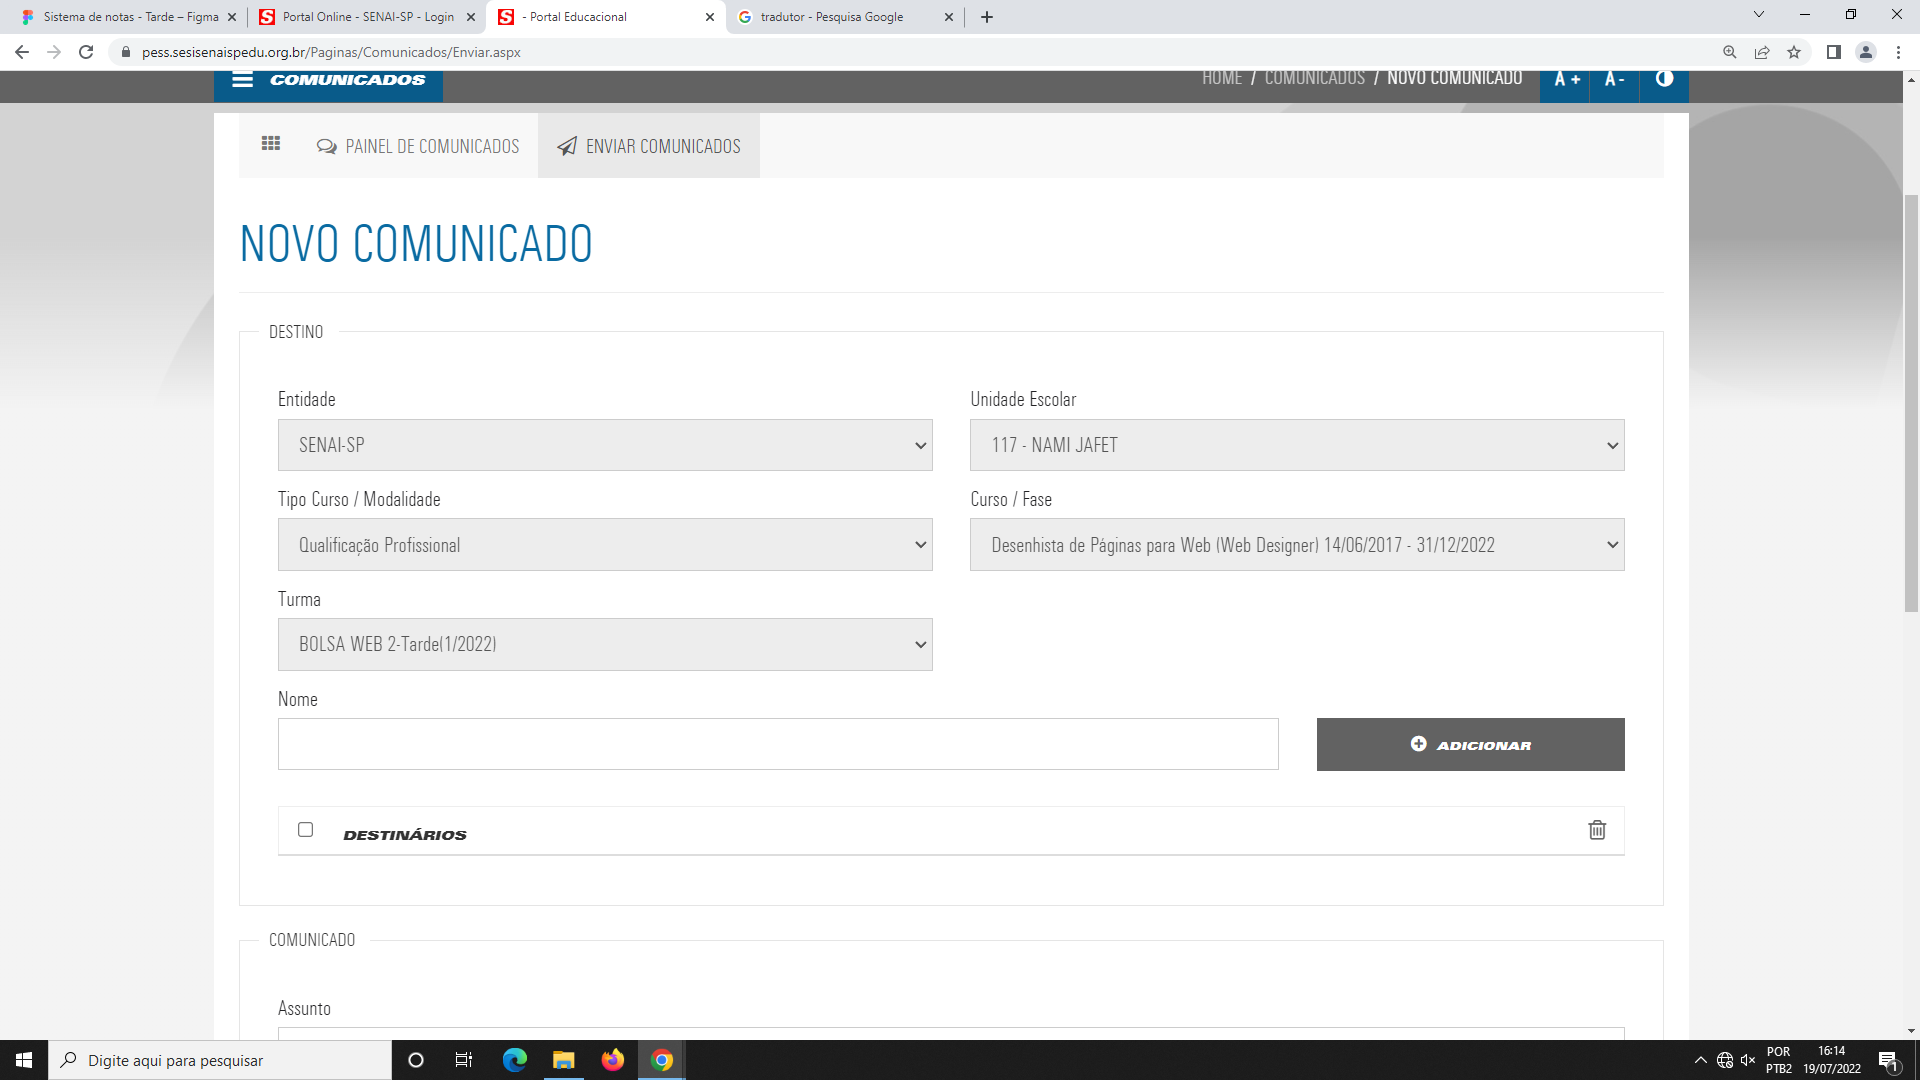 Sistema de notas - Tarde – Figma
Portal Online - SENAI-SP - Login
- Portal Educacional
tradutor - Pesquisa Google
pess.sesisenaispedu.org.br/Paginas/Comunicados/Enviar.aspx
COMUNICADOS
HOME / COMUNICADOS / NOVO COMUNICADO
A +
A -
PAINEL DE COMUNICADOS
ENVIAR COMUNICADOS
NOVO COMUNICADO
DESTINO
Entidade
Unidade Escolar
SENAI-SP
117 - NAMI JAFET
Tipo Curso / Modalidade
Curso / Fase
Qualificação Profissional
Desenhista de Páginas para Web (Web Designer) 14/06/2017 - 31/12/2022
Turma
BOLSA WEB 2-Tarde(1/2022)
Nome
ADICIONAR
DESTINÁRIOS
COMUNICADO
Assunto
Digite aqui para pesquisar
POR
PTB2
16:14
19/07/2022
1